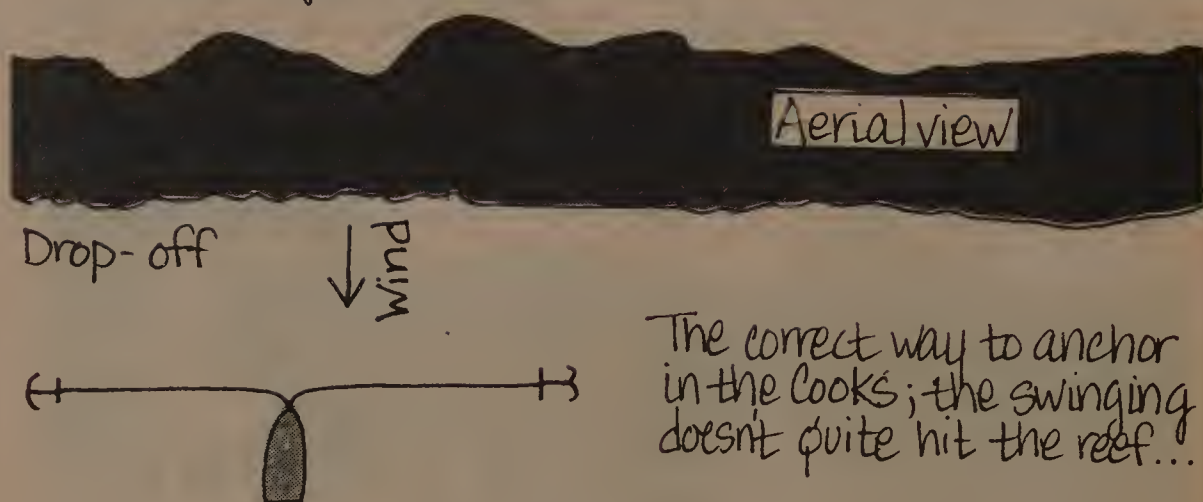 Aerial view
Drop-off
Wind
The correct way to anchor
in the Cooks; the swinging
doesn't quite hit the reef...